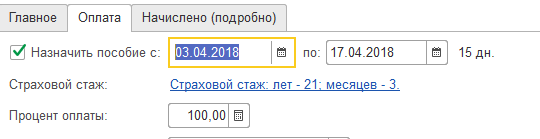 Главное Оплата Начислено (подробно)
Назначить пособие с: 03.04.2018 по: 17.04.2018 15 дн.
Страховой стаж: Страховой стаж: лет - 21; месяцев - 3.
Процент оплаты: 100,00